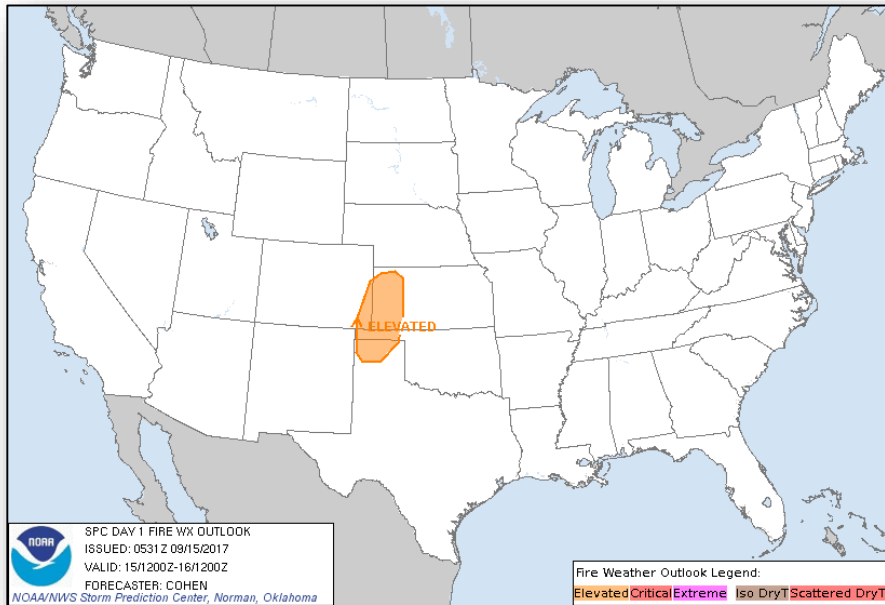 ELEVATED
SPC DAY 1 FIRE WX OUTLOOK
ISSUED: 0531Z 09/15/2017
VALID: 15/1200Z-16/1200Z
FORECASTER: COHEN
NOAA
NOAA/NWS Storm Prediction Center, Norman, Oklahoma
Fire Weather Outlook Legend:
Elevated Critical Extreme Iso DryT Scattered DryT